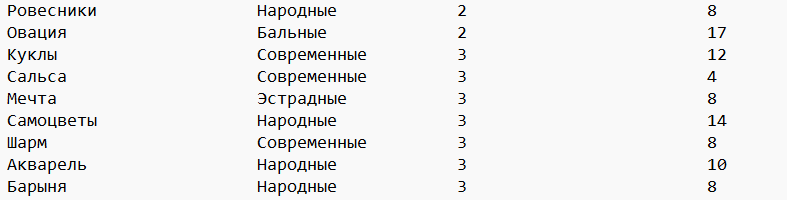 Ровесники Народные 2 8
Овация Бальные 2 17
Куклы Современные 3 12
Сальса Современные 3 4
Мечта Эстрадные 3 8
Самоцветы Народные 3 14
Шарм Современные 3 8
Акварель Народные 3 10
Барыня Народные 3 8